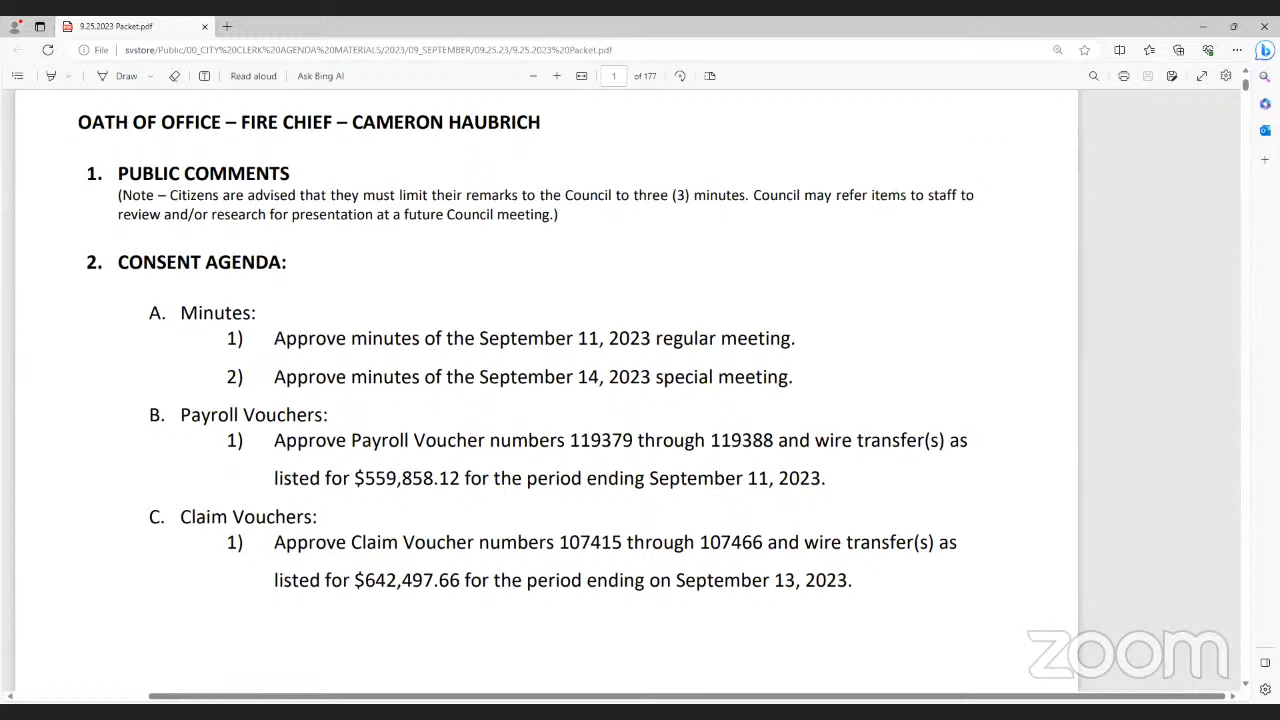 9.25.2023 Packet.pdf
File
svstore/Public/00_CITY%20CLERK%20AGENDA%20MATERIALS/2023/09_SEPTEMBER/09.25.23/9.25.2023%20Packet.pdf
Draw
Read aloud
Ask Bing AI
1 of 177
OATH OF OFFICE – FIRE CHIEF – CAMERON HAUBRICH
1. PUBLIC COMMENTS
(Note – Citizens are advised that they must limit their remarks to the Council to three (3) minutes. Council may refer items to staff to
review and/or research for presentation at a future Council meeting.)
2. CONSENT AGENDA:
A. Minutes:
1) Approve minutes of the September 11, 2023 regular meeting.
2) Approve minutes of the September 14, 2023 special meeting.
B. Payroll Vouchers:
1) Approve Payroll Voucher numbers 119379 through 119388 and wire transfer(s) as
listed for $559,858.12 for the period ending September 11, 2023.
C. Claim Vouchers:
1) Approve Claim Voucher numbers 107415 through 107466 and wire transfer(s) as
listed for $642,497.66 for the period ending on September 13, 2023.
zoom